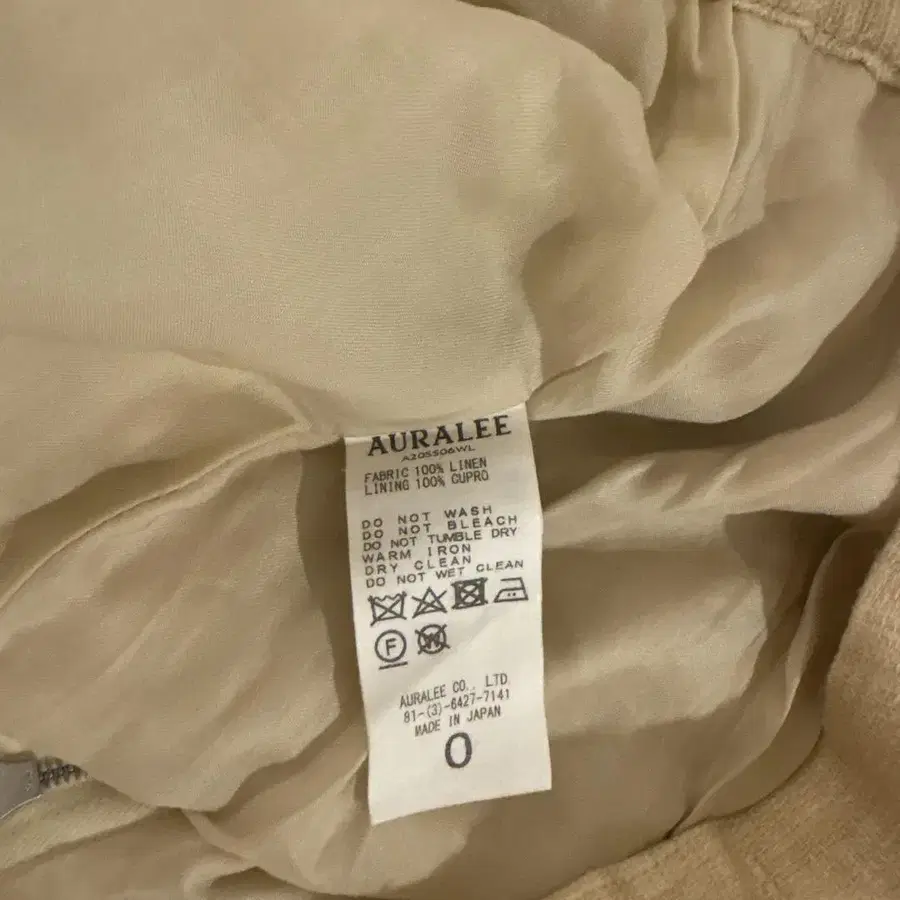 AURALEE
A20SS06WL
FABRIC 100% LINEN
LINING 100% CUPRO
DO NOT WASH
DO NOT BLEACH
DO NOT TUMBLE DRY
WARM IRON
DRY CLEAN
DO NOT WET CLEAN
F W
AURALEE CO., LTD
81-(3)-6427-7141
MADE IN JAPAN
0